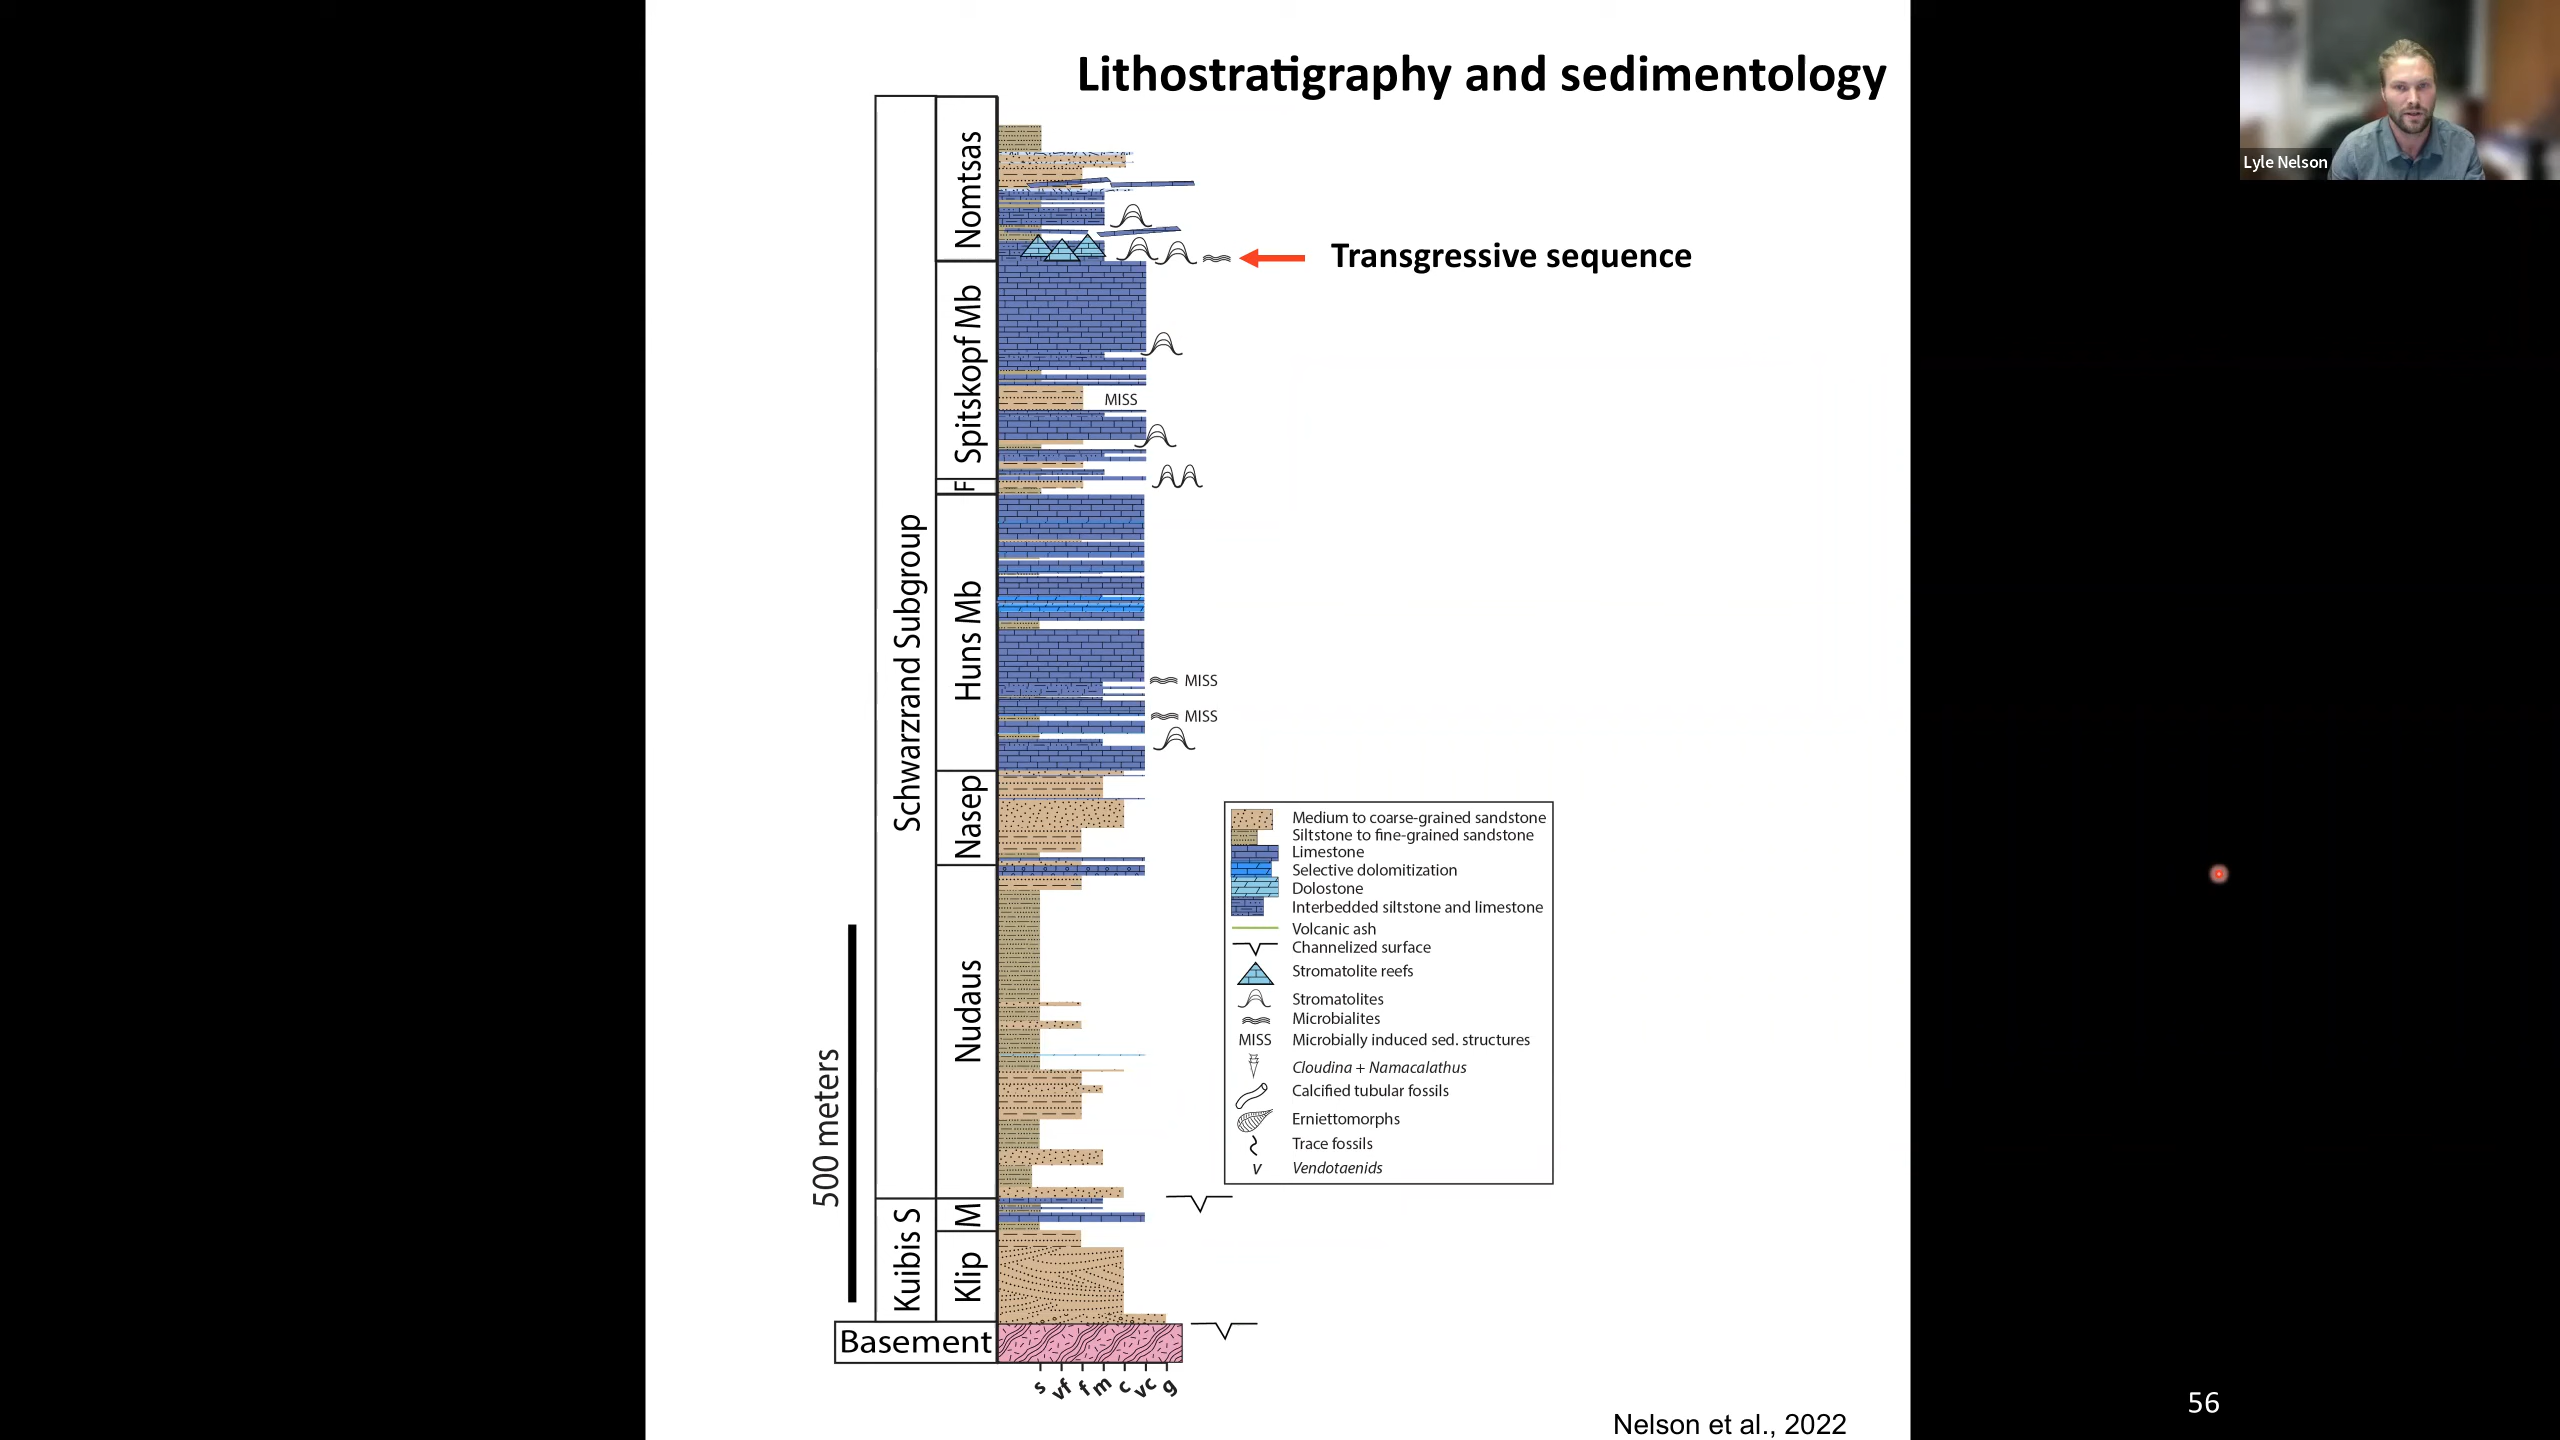 Lithostratigraphy and sedimentology
Lyle Nelson
Nomtsas
Transgressive sequence
Spitskopf Mb
MISS
F
Schwarzrand Subgroup
Huns Mb
MISS
MISS
Nasep
Nudaus
500 meters
Kuibis S
M
Klip
Basement
s vf f m c vc g
Medium to coarse-grained sandstone
Siltstone to fine-grained sandstone
Limestone
Selective dolomitization
Dolostone
Interbedded siltstone and limestone
Volcanic ash
Channelized surface
Stromatolite reefs
Stromatolites
Microbialites
MISS Microbially induced sed. structures
Cloudina + Namacalathus
Calcified tubular fossils
Erniettomorphs
Trace fossils
v Vendotaenids
56
Nelson et al., 2022